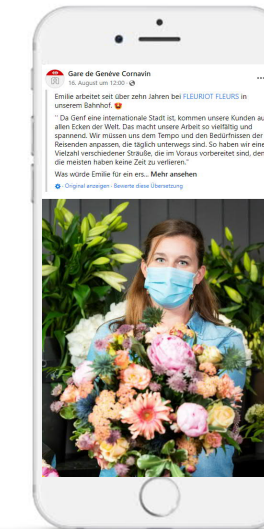 Gare de Genève Cornavin
16. August um 12:00 ·
Emilie arbeitet seit über zehn Jahren bei FLEURIOT FLEURS in
unserem Bahnhof.
" Da Genf eine internationale Stadt ist, kommen unsere Kunden au
allen Ecken der Welt. Das macht unsere Arbeit so vielfältig und
spannend. Wir müssen uns dem Tempo und den Bedürfnissen der
Reisenden anpassen, die täglich unterwegs sind. So haben wir eine
Vielzahl verschiedener Sträuße, die im Voraus vorbereitet sind, den
die meisten haben keine Zeit zu verlieren."
Was würde Emilie für ein ers... Mehr ansehen
· Original anzeigen · Bewerte diese Übersetzung